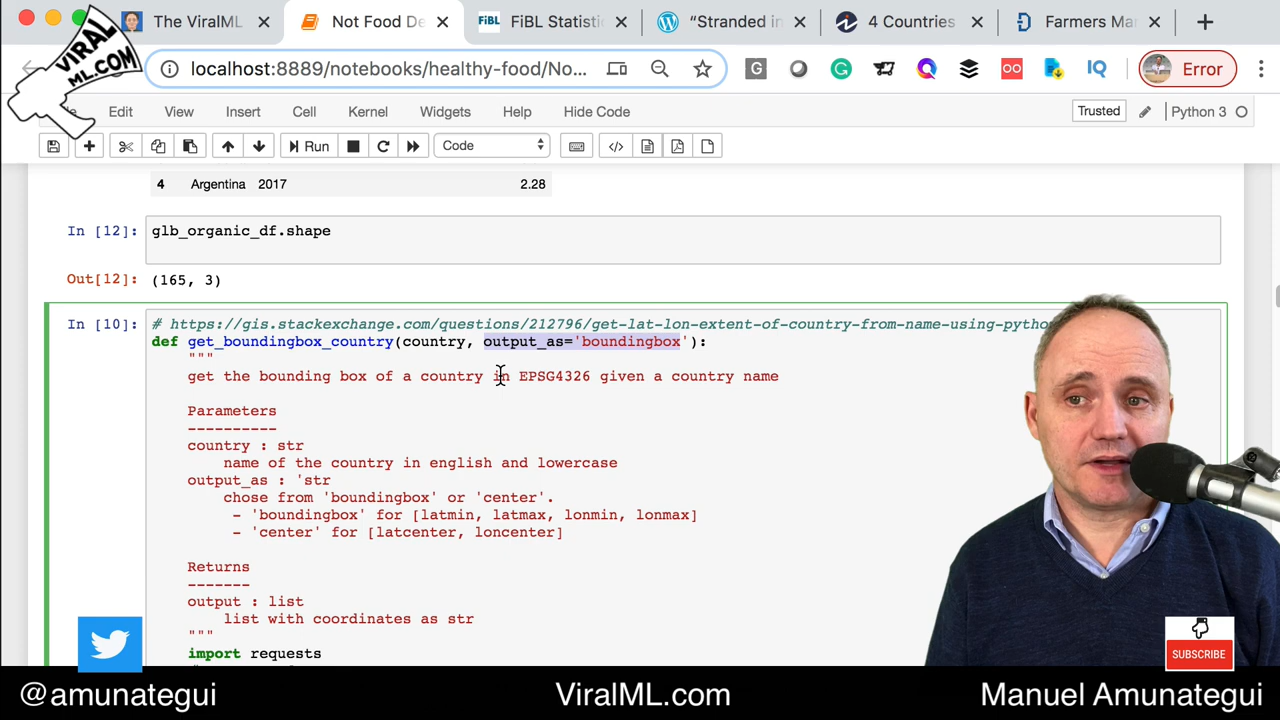 The ViralML
Not Food De
FiBL
FiBL Statisti
"Stranded in
4 Countries
Farmers Mar
VIRAL
ML.COM
localhost:8889/notebooks/healthy-food/No...
G
IQ
Error
Edit View Insert Cell Kernel Widgets Help Hide Code
Trusted
Python 3
Run
Code
4 Argentina 2017 2.28
In [12]: glb_organic_df.shape
Out[12]: (165, 3)
In [10]: # https://gis.stackexchange.com/questions/212796/get-lat-lon-extent-of-country-from-name-using-pytho
def get_boundingbox_country(country, output_as='boundingbox'):
"""
get the bounding box of a country in EPSG4326 given a country name
Parameters
----------
country : str
name of the country in english and lowercase
output_as : 'str
chose from 'boundingbox' or 'center'.
- 'boundingbox' for [latmin, latmax, lonmin, lonmax]
- 'center' for [latcenter, loncenter]
Returns
-------
output : list
list with coordinates as str
"""
import requests
SUBSCRIBE
@amunategui
ViralML.com
Manuel Amunategui